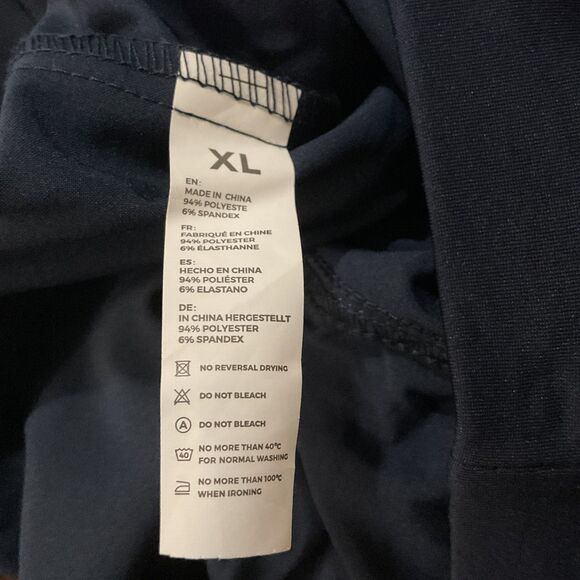 XL
EN:
MADE IN CHINA
94% POLYESTE
6% SPANDEX
FR:
FABRIQUÉ EN CHINE
94% POLYESTER
6% ÉLASTHANNE
ES:
HECHO EN CHINA
94% POLIÉSTER
6% ELASTANO
DE:
IN CHINA HERGESTELLT
94% POLYESTER
6% SPANDEX
NO REVERSAL DRYING
DO NOT BLEACH
A DO NOT BLEACH
40 NO MORE THAN 40℃
FOR NORMAL WASHING
NO MORE THAN 100℃
WHEN IRONING